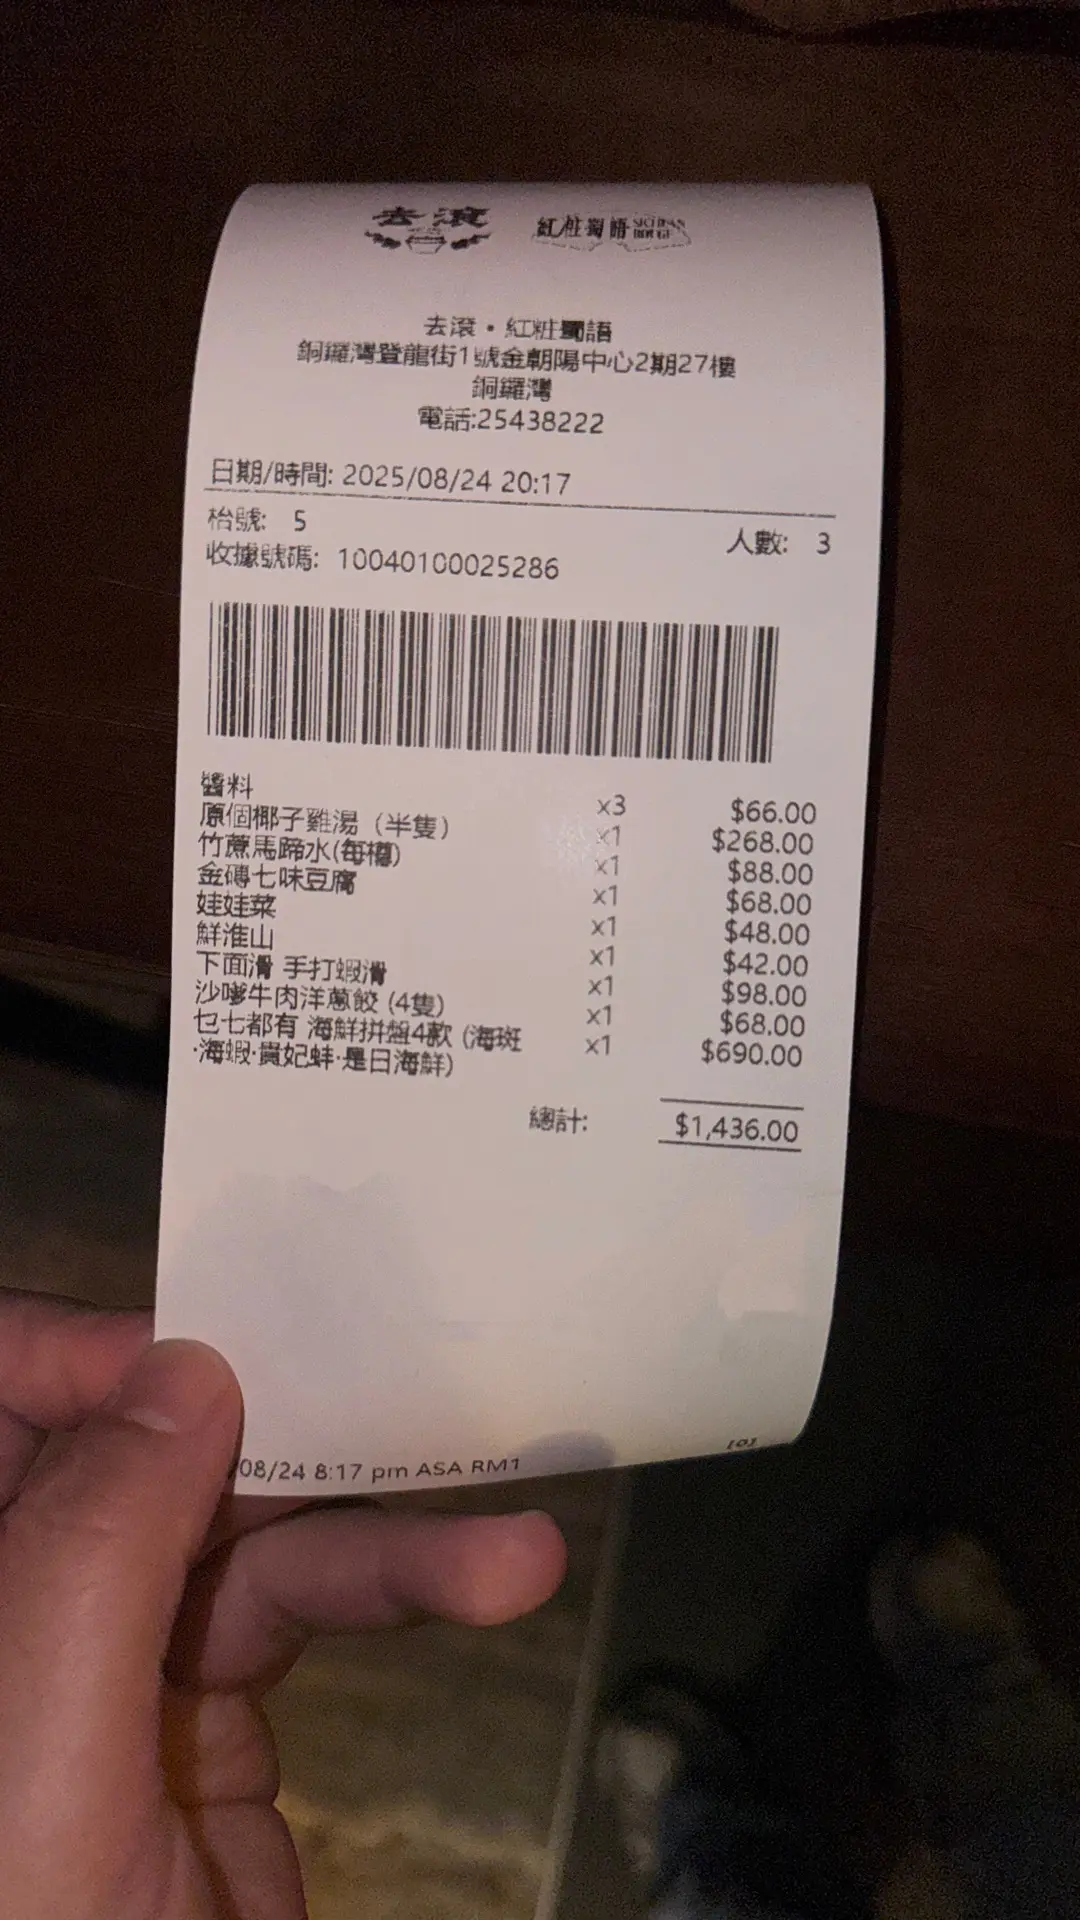 去滾 紅粧蜀語 SICHUAN ROUGE
去滾・紅粧蜀語
銅鑼灣登龍街1號金朝陽中心2期27樓
銅鑼灣
電話:25438222
日期/時間: 2025/08/24 20:17
枱號: 5 人數: 3
收據號碼: 10040100025286
醬料 x3 $66.00
原個椰子雞湯 (半隻) x1 $268.00
竹蔗馬蹄水(每樽) x1 $88.00
金磚七味豆腐 x1 $68.00
娃娃菜 x1 $48.00
鮮淮山 x1 $42.00
下面滑 手打蝦滑 x1 $98.00
沙嗲牛肉洋蔥餃 (4隻) x1 $68.00
乜七都有 海鮮拼盤4款 (海斑 x1 $690.00
·海蝦·貴妃蚌·是日海鮮)
總計: $1,436.00
/08/24 8:17 pm ASA RM1 [0]